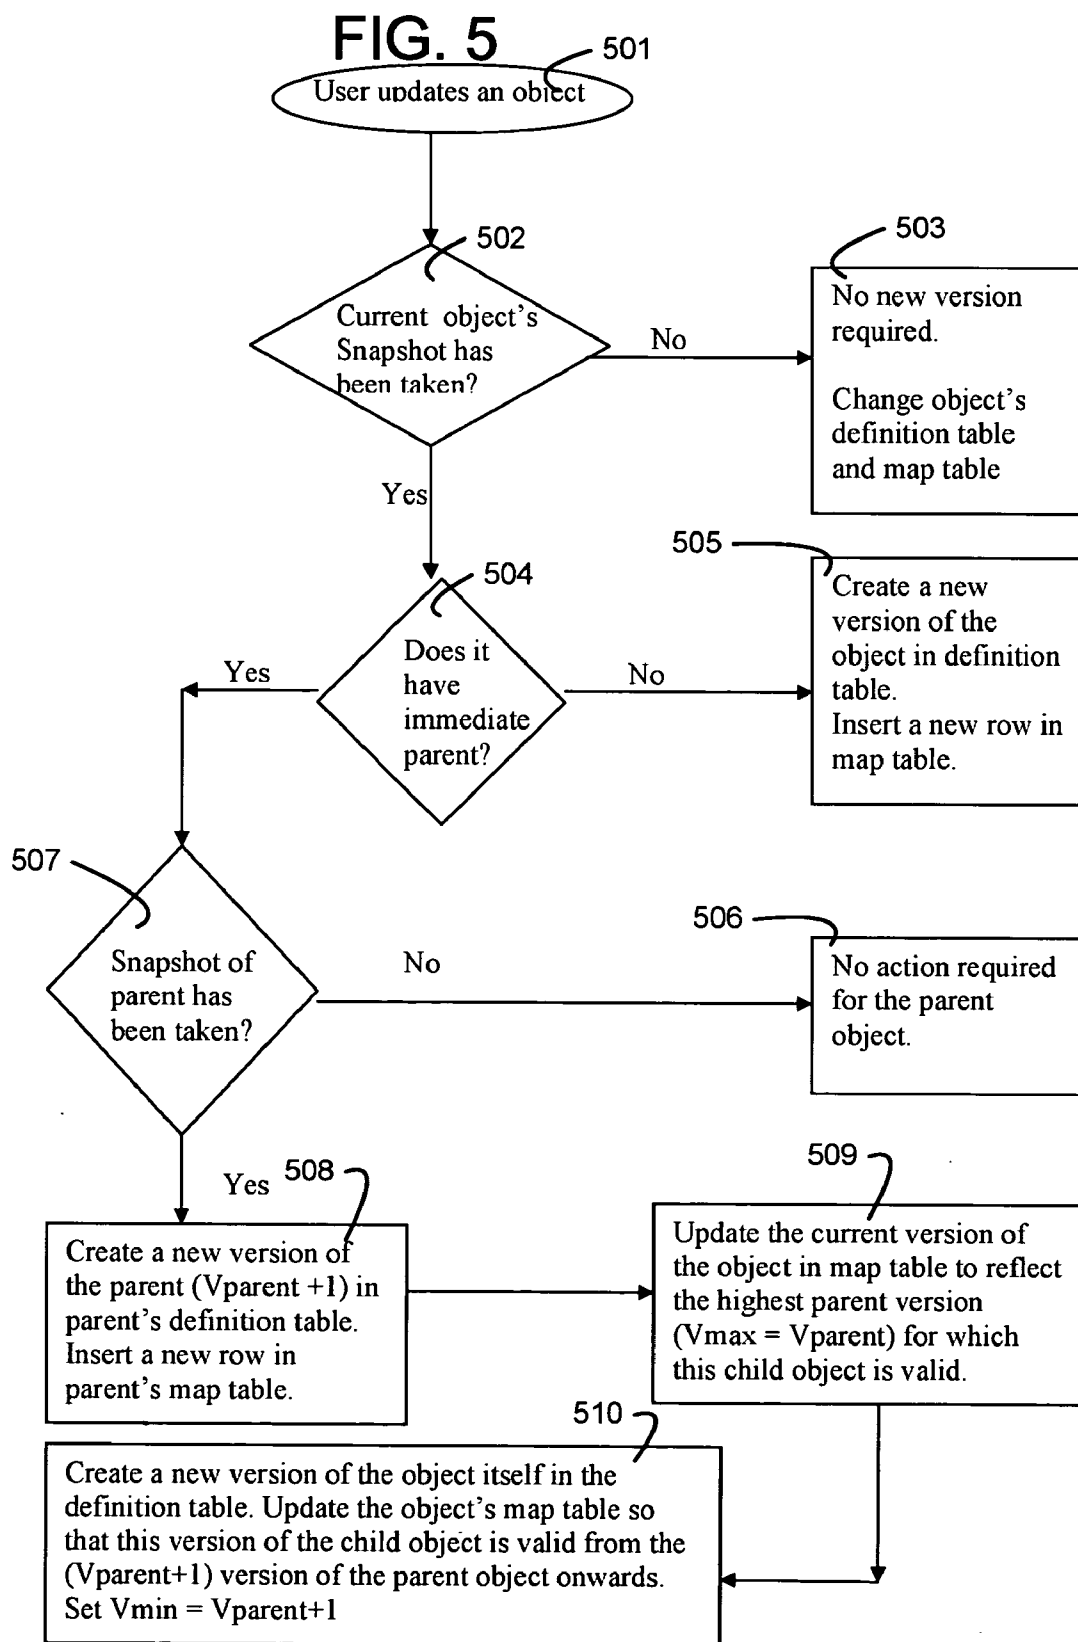 FIG. 5
501
User updates an object
502
Current object's
Snapshot has
been taken?
No
503
No new version
required.
Change object's
definition table
and map table
Yes
504
Does it
have
immediate
parent?
Yes
No
505
Create a new
version of the
object in definition
table.
Insert a new row in
map table.
507
Snapshot of
parent has
been taken?
No
506
No action required
for the parent
object.
Yes
508
Create a new version of
the parent (Vparent +1) in
parent's definition table.
Insert a new row in
parent's map table.
509
Update the current version of
the object in map table to reflect
the highest parent version
(Vmax = Vparent) for which
this child object is valid.
510
Create a new version of the object itself in the
definition table. Update the object's map table so
that this version of the child object is valid from the
(Vparent+1) version of the parent object onwards.
Set Vmin = Vparent+1